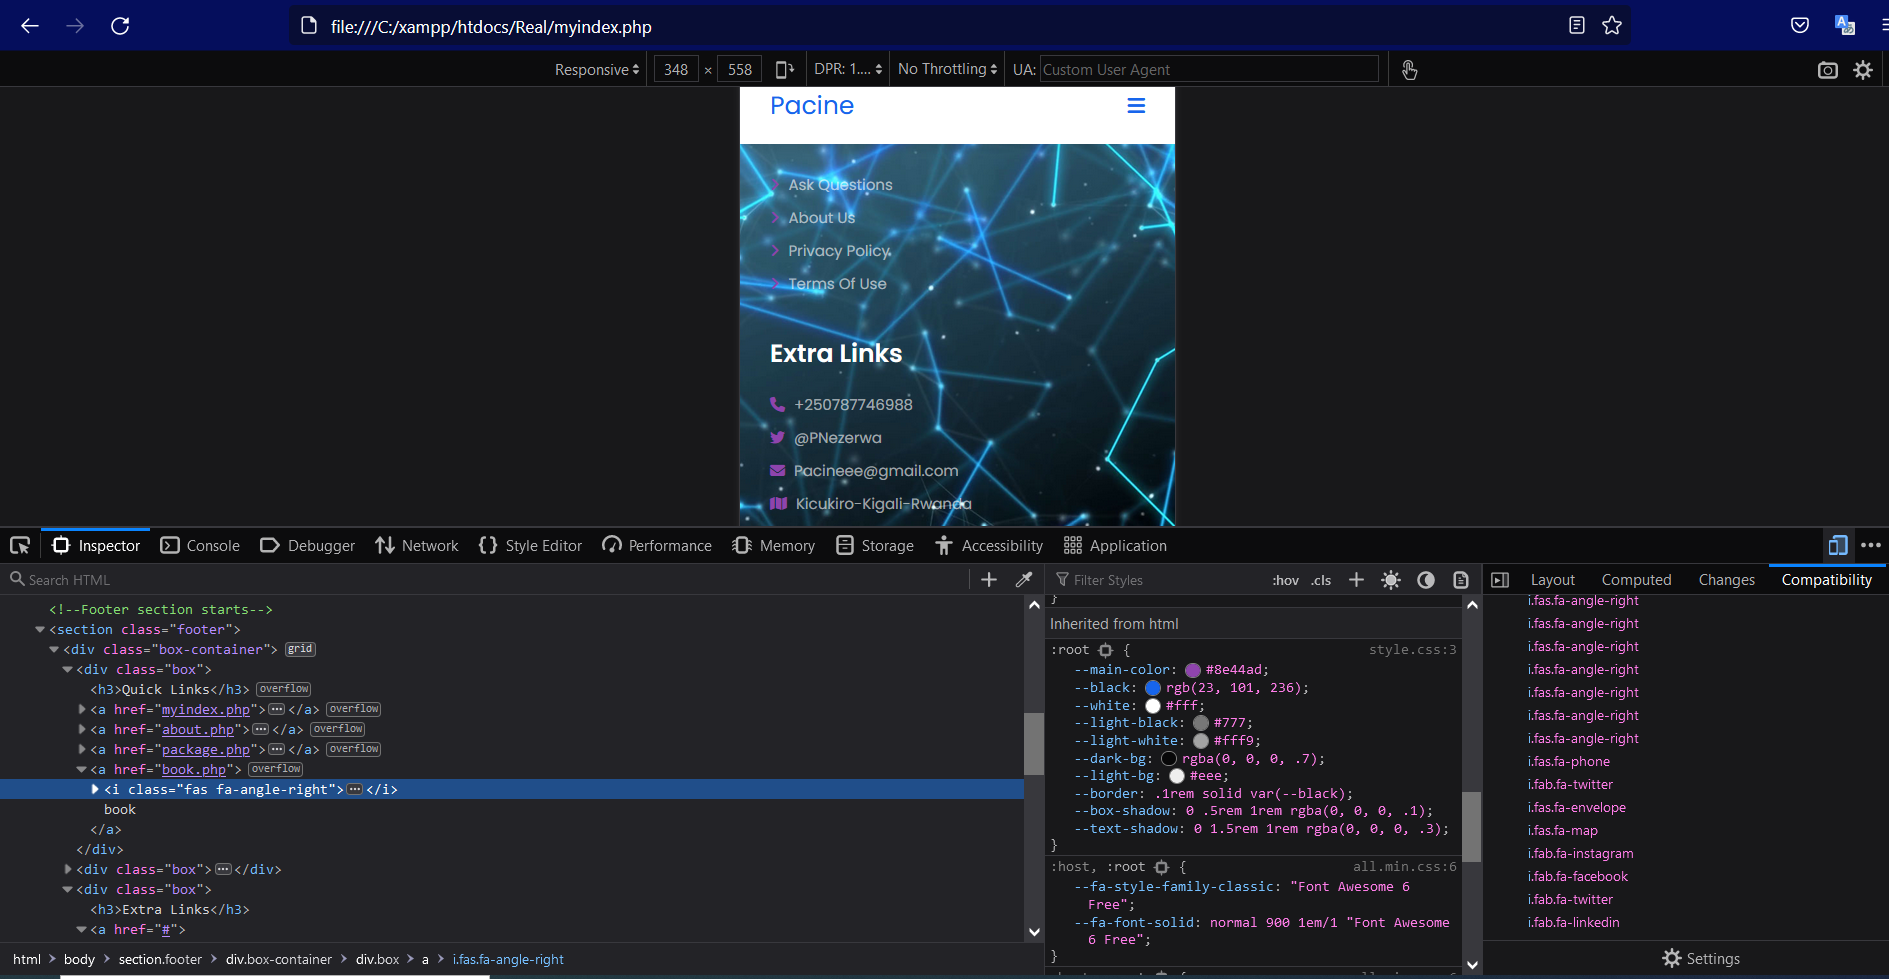 file:///C:/xampp/htdocs/Real/myindex.php
Responsive 348 × 558 DPR: 1.... No Throttling UA: Custom User Agent
Pacine
Ask Questions
About Us
Privacy Policy
Terms Of Use
Extra Links
+250787746988
@PNezerwa
Pacineee@gmail.com
Kicukiro-Kigali-Rwanda
Inspector Console Debugger Network Style Editor Performance Memory Storage Accessibility Application
Search HTML
<!--Footer section starts-->
<section class="footer">
<div class="box-container"> grid
<div class="box">
<h3>Quick Links</h3> overflow
<a href="myindex.php">…</a> overflow
<a href="about.php">…</a> overflow
<a href="package.php">…</a> overflow
<a href="book.php"> overflow
<i class="fas fa-angle-right">…</i>
book
</a>
</div>
<div class="box">…</div>
<div class="box">
<h3>Extra Links</h3>
<a href="#">
html > body > section.footer > div.box-container > div.box > a > i.fas.fa-angle-right
Filter Styles :hov .cls
}
Inherited from html
:root { style.css:3
--main-color: #8e44ad;
--black: rgb(23, 101, 236);
--white: #fff;
--light-black: #777;
--light-white: #fff9;
--dark-bg: rgba(0, 0, 0, .7);
--light-bg: #eee;
--border: .1rem solid var(--black);
--box-shadow: 0 .5rem 1rem rgba(0, 0, 0, .1);
--text-shadow: 0 1.5rem 1rem rgba(0, 0, 0, .3);
}
:host, :root { all.min.css:6
--fa-style-family-classic: "Font Awesome 6
Free";
--fa-font-solid: normal 900 1em/1 "Font Awesome
6 Free";
}
Layout Computed Changes Compatibility
i.fas.fa-angle-right
i.fas.fa-angle-right
i.fas.fa-angle-right
i.fas.fa-angle-right
i.fas.fa-angle-right
i.fas.fa-angle-right
i.fas.fa-angle-right
i.fas.fa-phone
i.fab.fa-twitter
i.fas.fa-envelope
i.fas.fa-map
i.fab.fa-instagram
i.fab.fa-facebook
i.fab.fa-twitter
i.fab.fa-linkedin
Settings